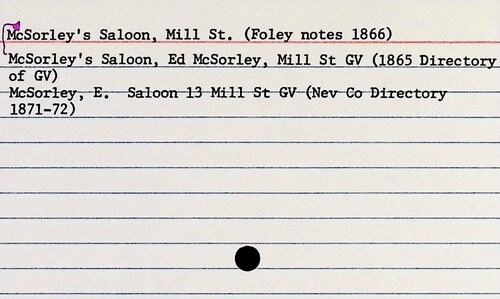 McSorley's Saloon, Mill St. (Foley notes 1866)
McSorley's Saloon, Ed McSorley, Mill St GV (1865 Directory
of GV)
McSorley, E.  Saloon 13 Mill St GV (Nev Co Directory
1871-72)